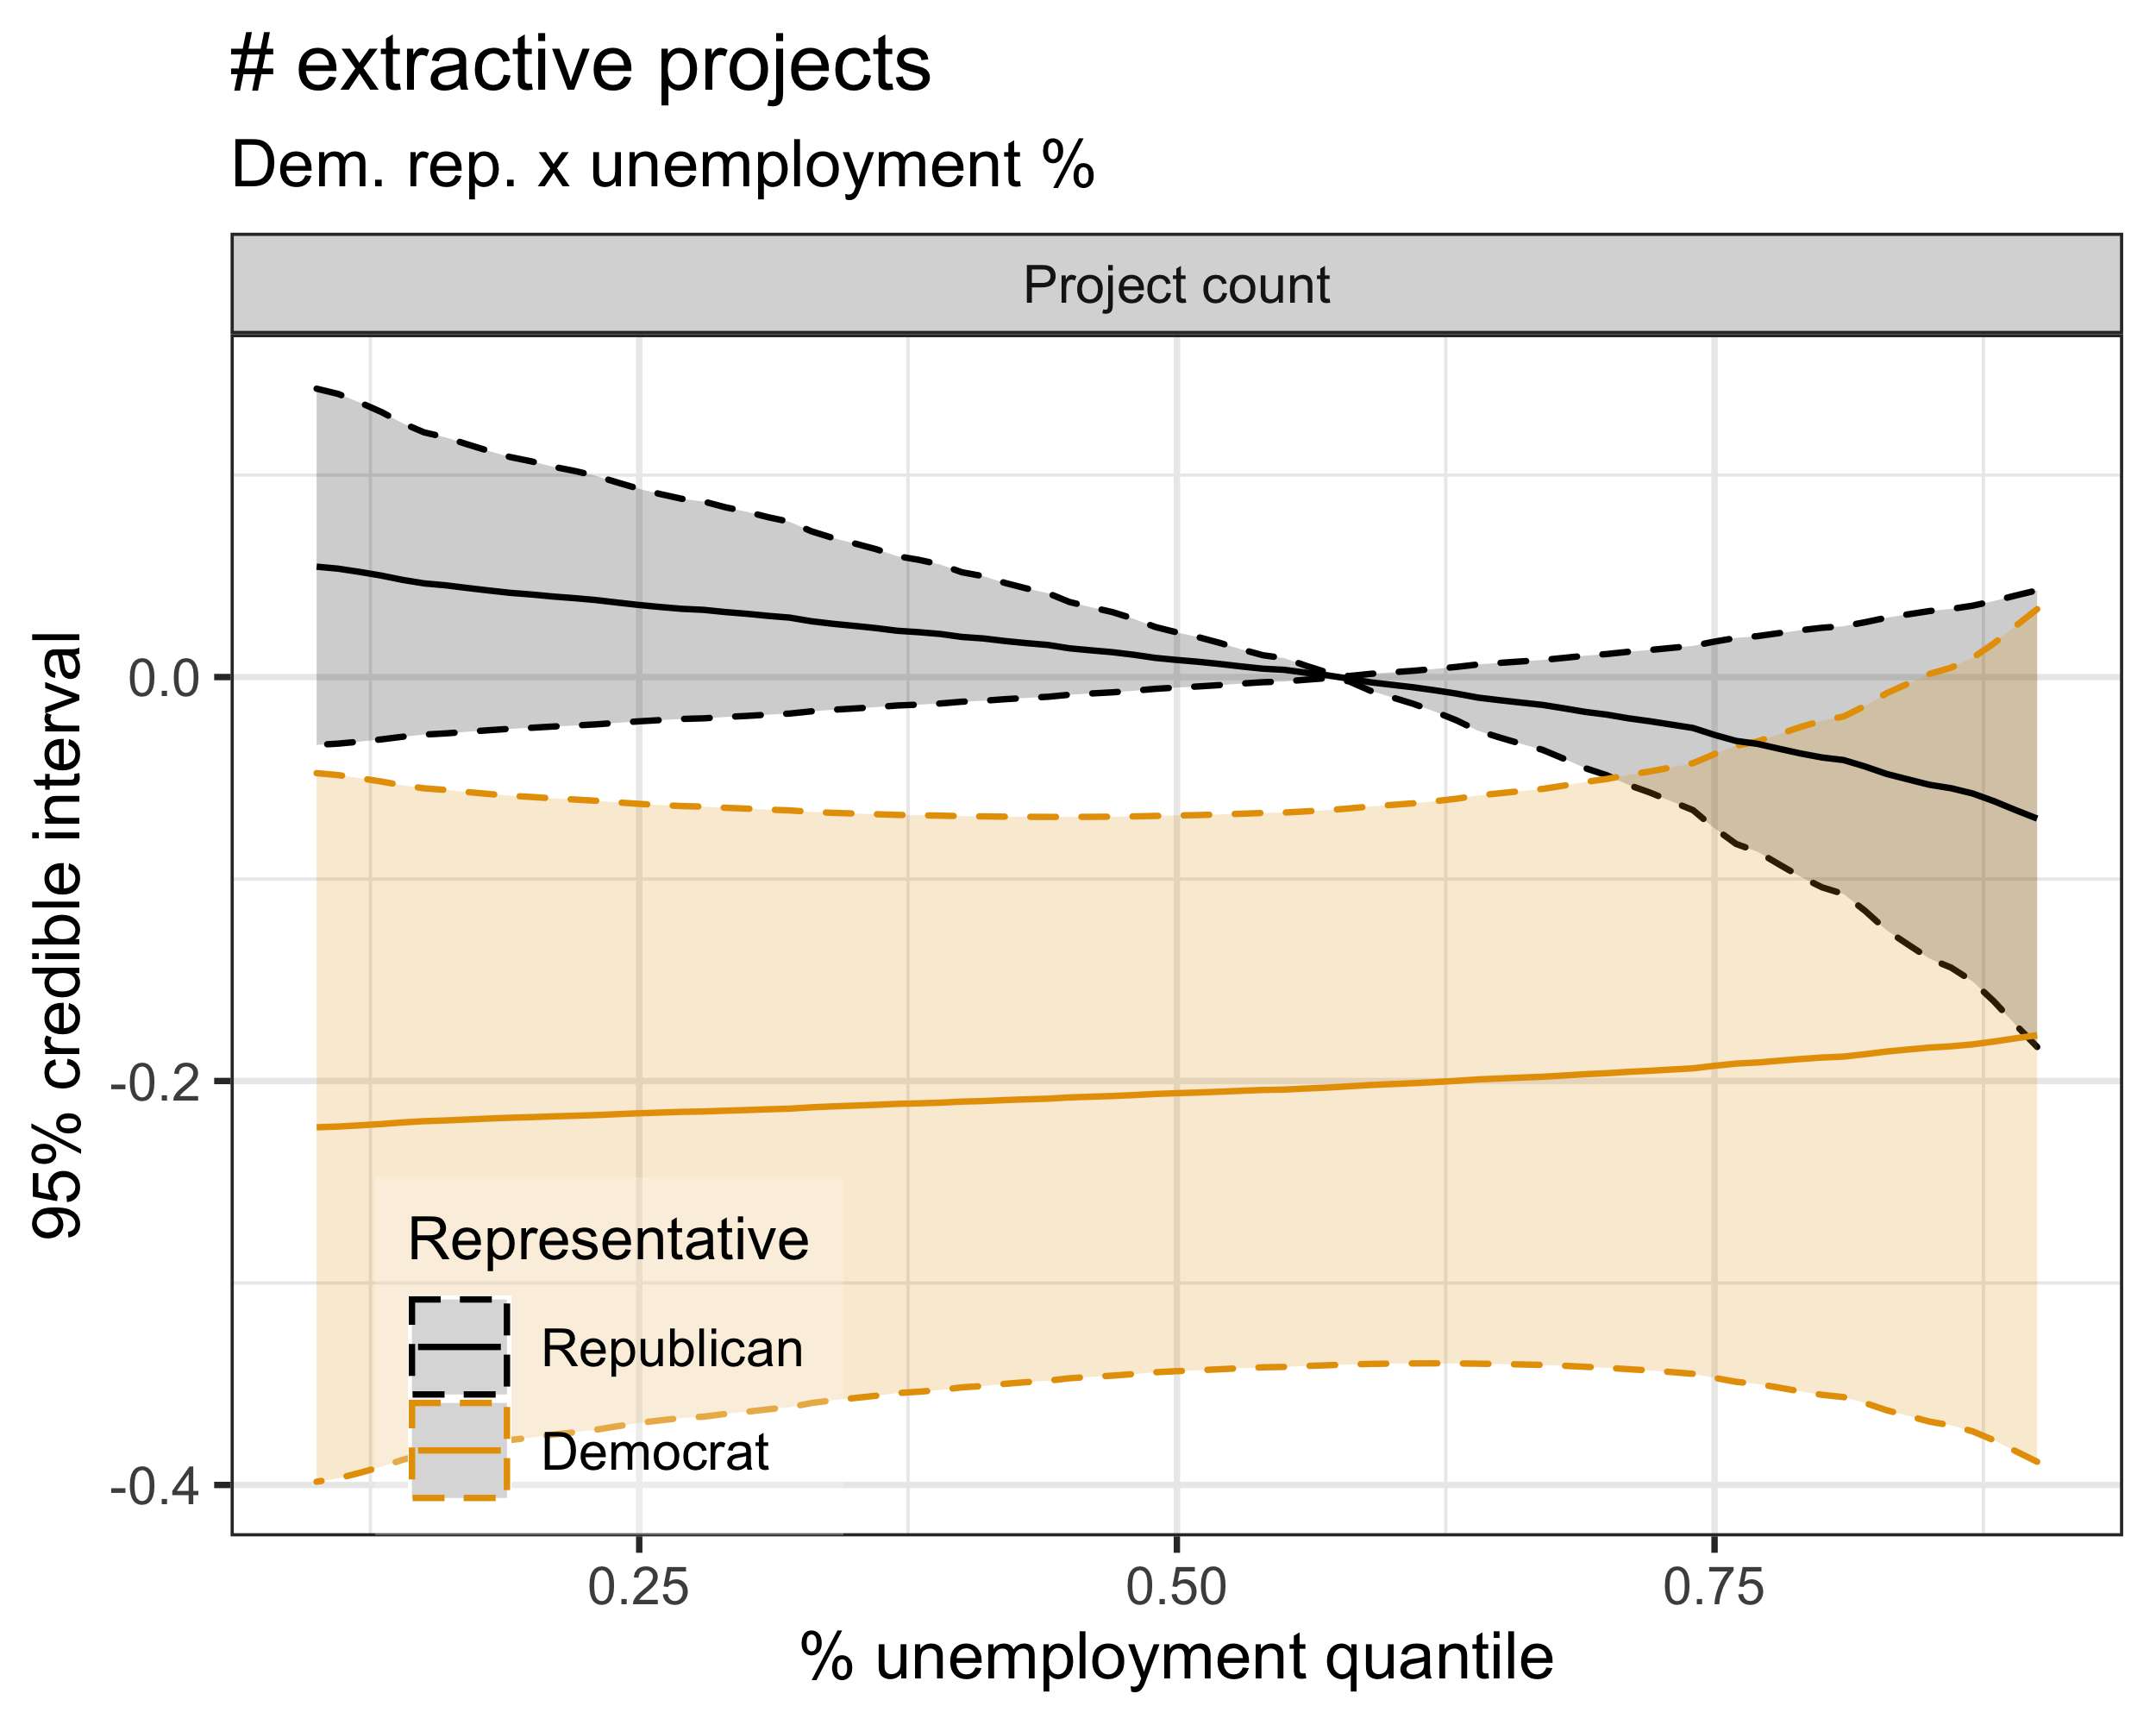 # extractive projects
Dem. rep. x unemployment %
Project count
95% credible interval
0.0
-0.2
-0.4
Representative
Republican
Democrat
0.25
0.50
0.75
% unemployment quantile